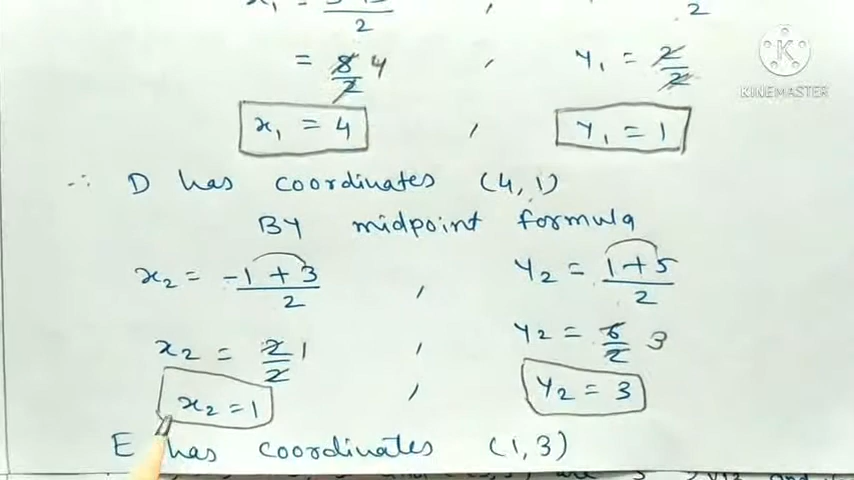 2 2
= 8/2 4 , y₁ = 2/2
KINEMASTER
x₁ = 4 , y₁ = 1
∴ D has coordinates (4, 1)
By midpoint formula
x₂ = -1 + 3/2 , y₂ = 1 + 5/2
x₂ = 2/2 1 , y₂ = 6/2 3
x₂ = 1 , y₂ = 3
E has coordinates (1, 3)